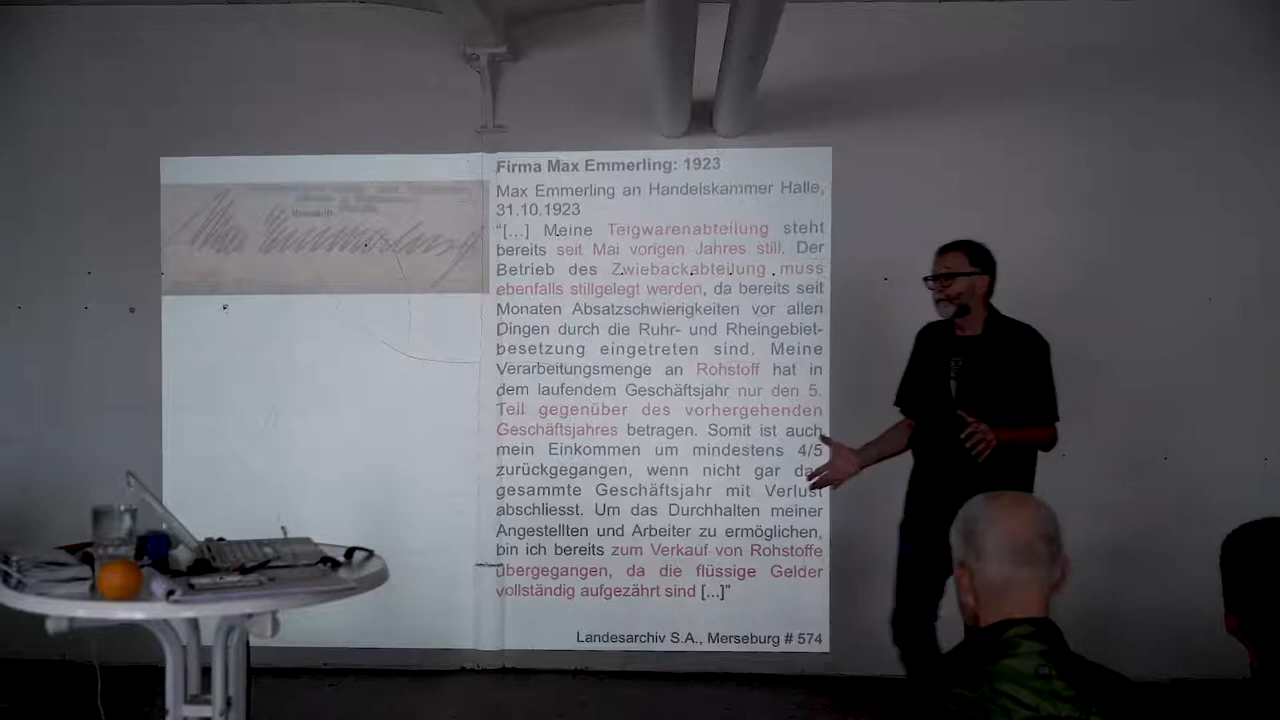 Firma Max Emmerling: 1923
Max Emmerling an Handelskammer Halle,
31.10.1923
"[...] Meine Teigwarenabteilung steht
bereits seit Mai vorigen Jahres still. Der
Betrieb des Zwiebackabteilung muss
ebenfalls stillgelegt werden, da bereits seit
Monaten Absatzschwierigkeiten vor allen
Dingen durch die Ruhr- und Rheingebiet-
besetzung eingetreten sind. Meine
Verarbeitungsmenge an Rohstoff hat in
dem laufendem Geschäftsjahr nur den 5.
Teil gegenüber des vorhergehenden
Geschäftsjahres betragen. Somit ist auch
mein Einkommen um mindestens 4/5
zurückgegangen, wenn nicht gar da
gesammte Geschäftsjahr mit Verlust
abschliesst. Um das Durchhalten meiner
Angestellten und Arbeiter zu ermöglichen,
bin ich bereits zum Verkauf von Rohstoffe
übergegangen, da die flüssige Gelder
vollständig aufgezährt sind [...]"
Landesarchiv S.A., Merseburg # 574
Max Emmerling